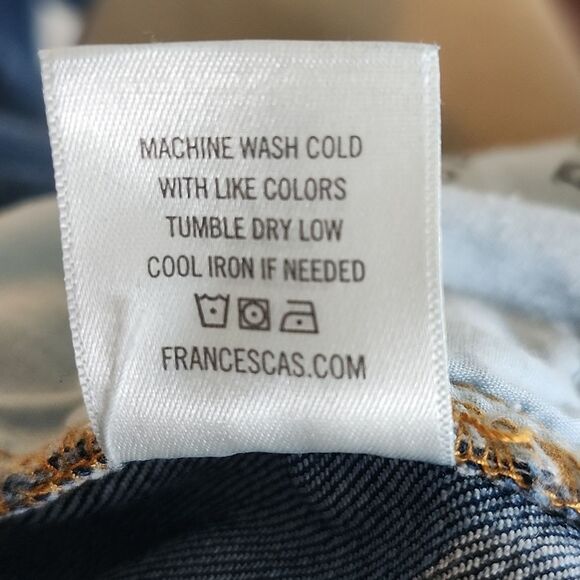 MACHINE WASH COLD
WITH LIKE COLORS
TUMBLE DRY LOW
COOL IRON IF NEEDED
FRANCESCAS.COM